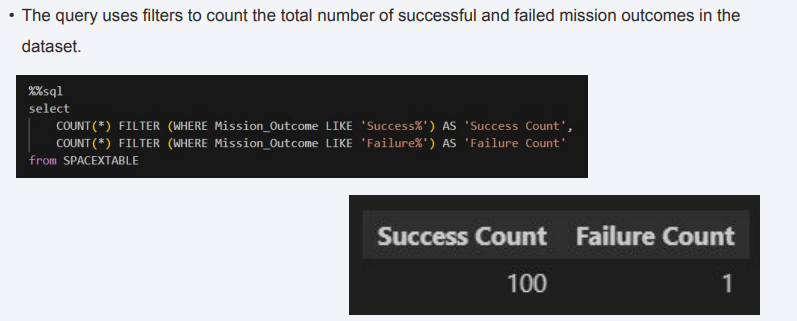 • The query uses filters to count the total number of successful and failed mission outcomes in the
dataset.
%%sql
select
    COUNT(*) FILTER (WHERE Mission_Outcome LIKE 'Success%') AS 'Success Count',
    COUNT(*) FILTER (WHERE Mission_Outcome LIKE 'Failure%') AS 'Failure Count'
from SPACEXTABLE
Success Count Failure Count
100 1